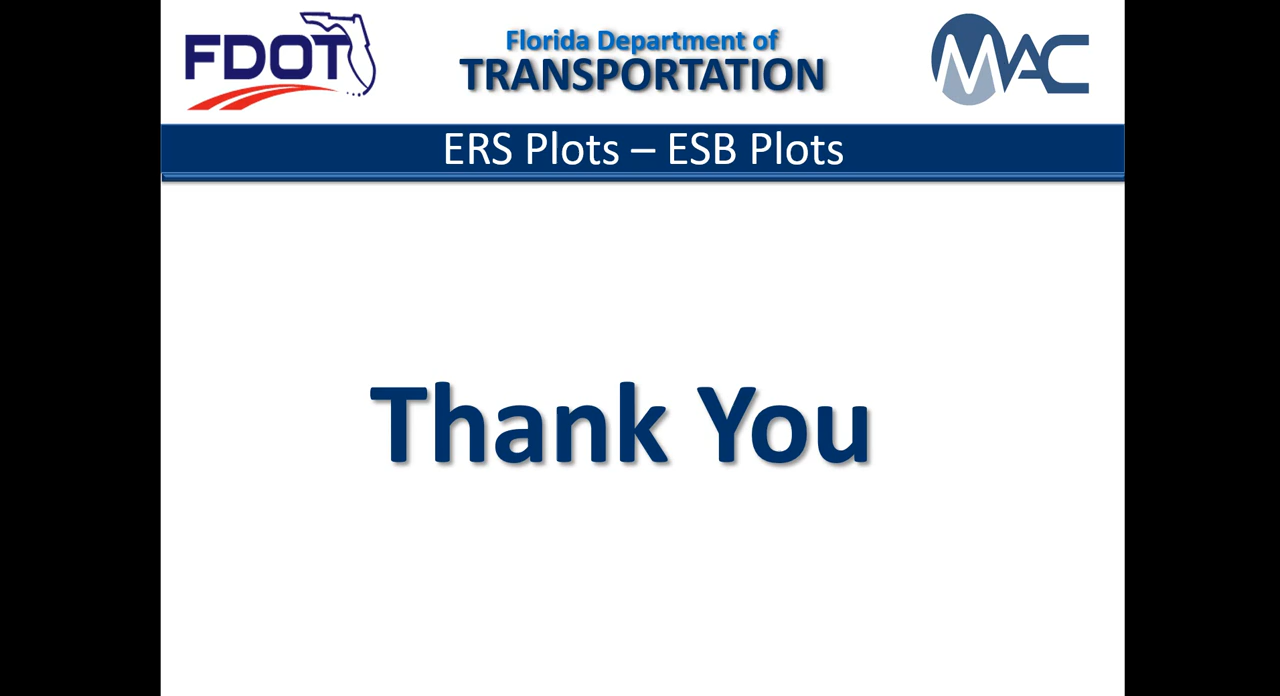 FDOT
Florida Department of
TRANSPORTATION
MAC
ERS Plots – ESB Plots
Thank You